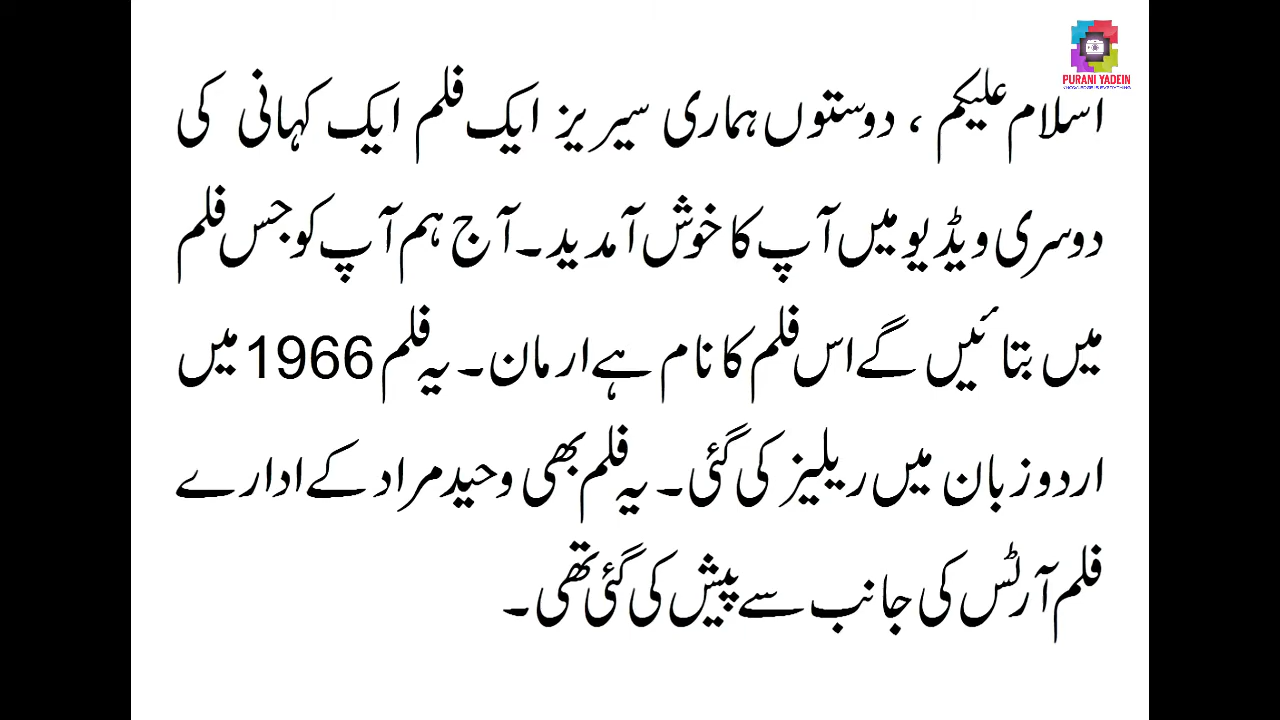 PURANI YADEIN
KNOWLEDGE IS EVERYTHING
اسلام علیکم ، دوستوں ہماری سیریز ایک فلم ایک کہانی کی
دوسری ویڈیو میں آپ کا خوش آمدید۔ آج ہم آپ کو جس فلم
میں بتائیں گے اس فلم کا نام ہے ارمان۔ یہ فلم 1966 میں
اردو زبان میں ریلیز کی گئی۔ یہ فلم بھی وحید مراد کے ادارے
فلم آرٹس کی جانب سے پیش کی گئی تھی۔